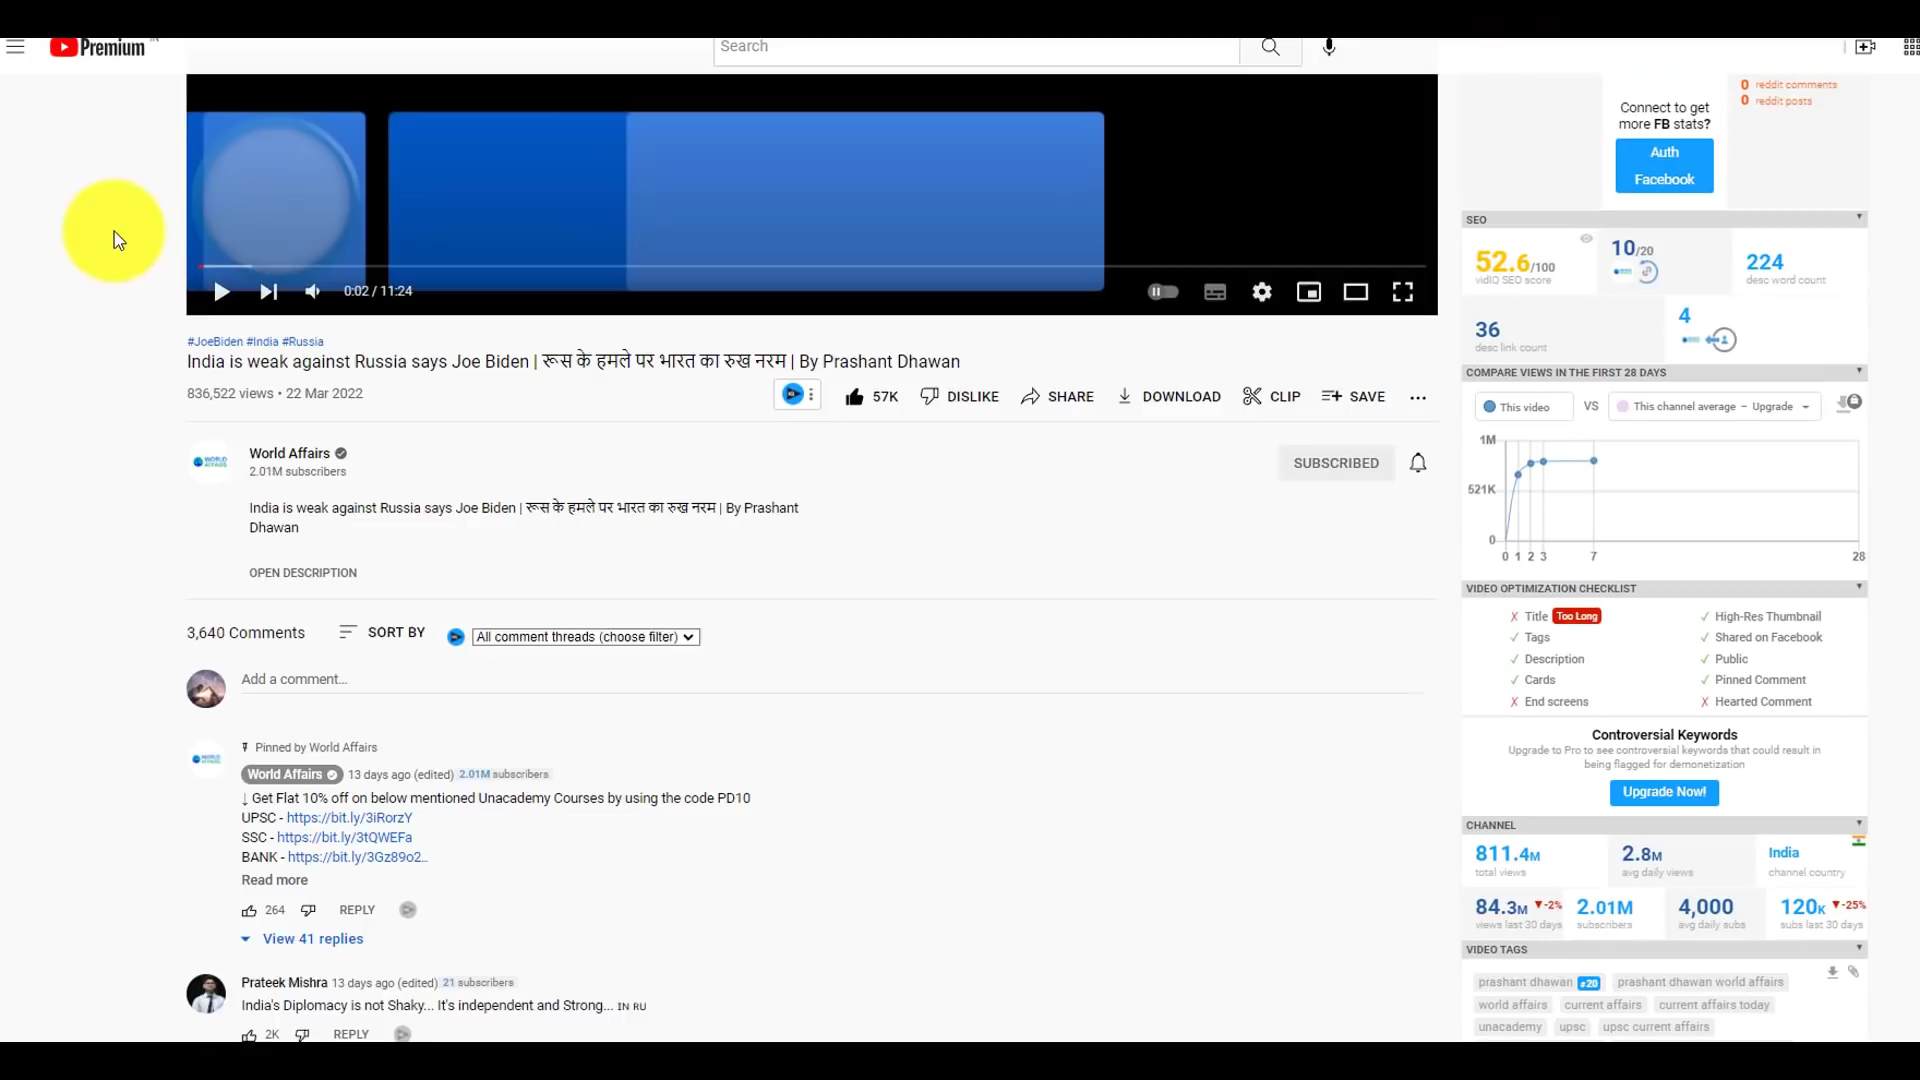 Premium IN
Search
0:02 / 11:24
#JoeBiden #India #Russia
India is weak against Russia says Joe Biden | रूस के हमले पर भारत का रुख नरम | By Prashant Dhawan
836,522 views • 22 Mar 2022
57K DISLIKE SHARE DOWNLOAD CLIP SAVE
World Affairs
2.01M subscribers
SUBSCRIBED
India is weak against Russia says Joe Biden | रूस के हमले पर भारत का रुख नरम | By Prashant
Dhawan
OPEN DESCRIPTION
3,640 Comments SORT BY All comment threads (choose filter)
Add a comment...
Pinned by World Affairs
World Affairs 13 days ago (edited) 2.01M subscribers
↓ Get Flat 10% off on below mentioned Unacademy Courses by using the code PD10
UPSC - https://bit.ly/3iRorzY
SSC - https://bit.ly/3tQWEFa
BANK - https://bit.ly/3Gz89o2...
Read more
264 REPLY
View 41 replies
Prateek Mishra 13 days ago (edited) 21 subscribers
India's Diplomacy is not Shaky... It's independent and Strong... IN RU
2K REPLY
0 reddit comments
0 reddit posts
Connect to get
more FB stats?
Auth
Facebook
SEO
52.6/100
vidIQ SEO score
10/20
224
desc word count
36
desc link count
4
COMPARE VIEWS IN THE FIRST 28 DAYS
This video VS This channel average - Upgrade
1M
521K
0
0 1 2 3 7 28
VIDEO OPTIMIZATION CHECKLIST
✗ Title Too Long
✓ Tags
✓ Description
✓ Cards
✗ End screens
✓ High-Res Thumbnail
✓ Shared on Facebook
✓ Public
✓ Pinned Comment
✗ Hearted Comment
Controversial Keywords
Upgrade to Pro to see controversial keywords that could result in
being flagged for demonetization
Upgrade Now!
CHANNEL
811.4M
total views
2.8M
avg daily views
India
channel country
84.3M ▼-2%
views last 30 days
2.01M
subscribers
4,000
avg daily subs
120K ▼-25%
subs last 30 days
VIDEO TAGS
prashant dhawan #20 prashant dhawan world affairs
world affairs current affairs current affairs today
unacademy upsc upsc current affairs